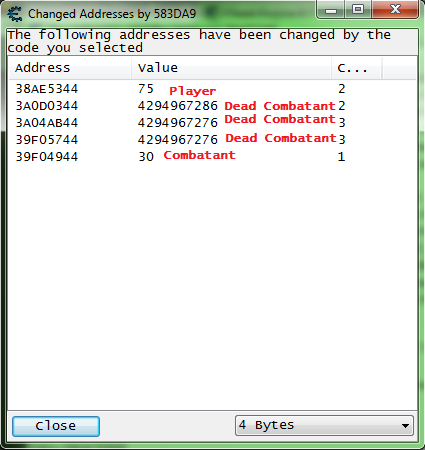 Changed Addresses by 583DA9
The following addresses have been changed by the
code you selected
Address Value C...
38AE5344 75 Player 2
3A0D0344 4294967286 Dead Combatant 2
3A04AB44 4294967276 Dead Combatant 3
39F05744 4294967276 Dead Combatant 3
39F04944 30 Combatant 1
Close 4 Bytes